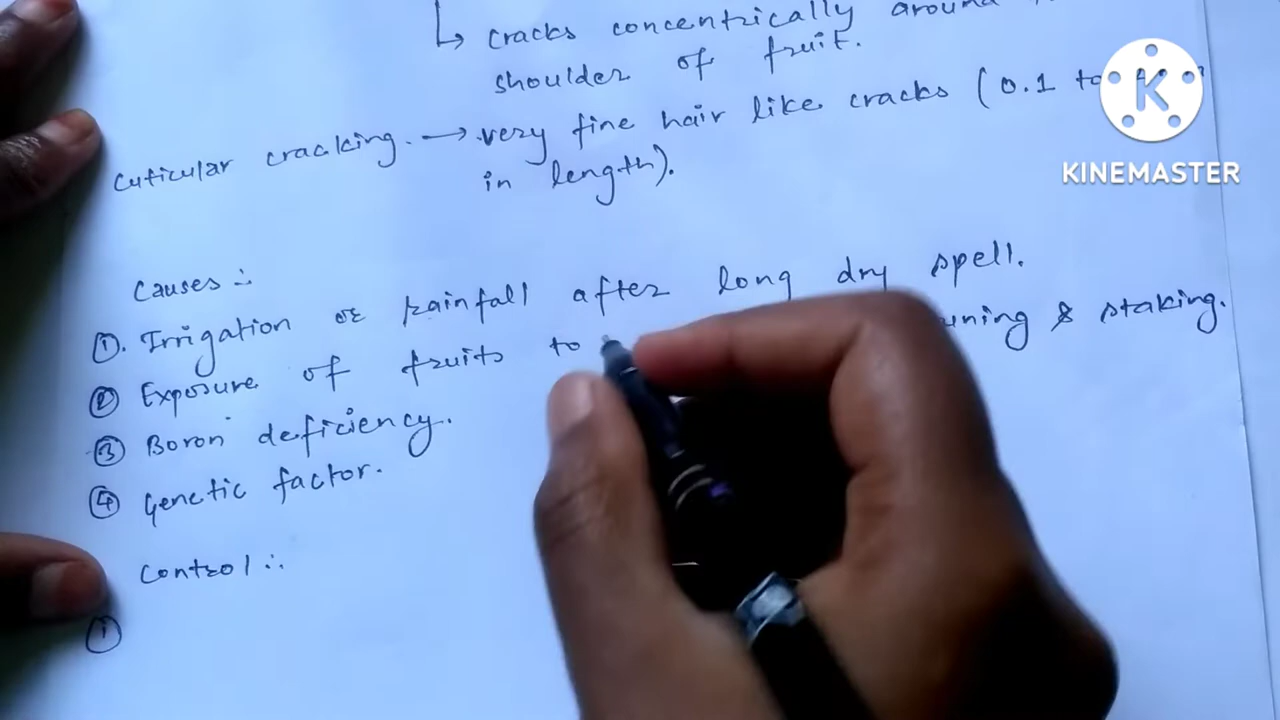 cracks concentrically around
shoulder of fruit.
cuticular cracking. → very fine hair like cracks (0.1 to
in length).
KINEMASTER
Causes :-
①. Irrigation or rainfall after long dry spell.
② Exposure of fruits to & staking.
③ Boron deficiency.
④ Genetic factor.
Control :-
①